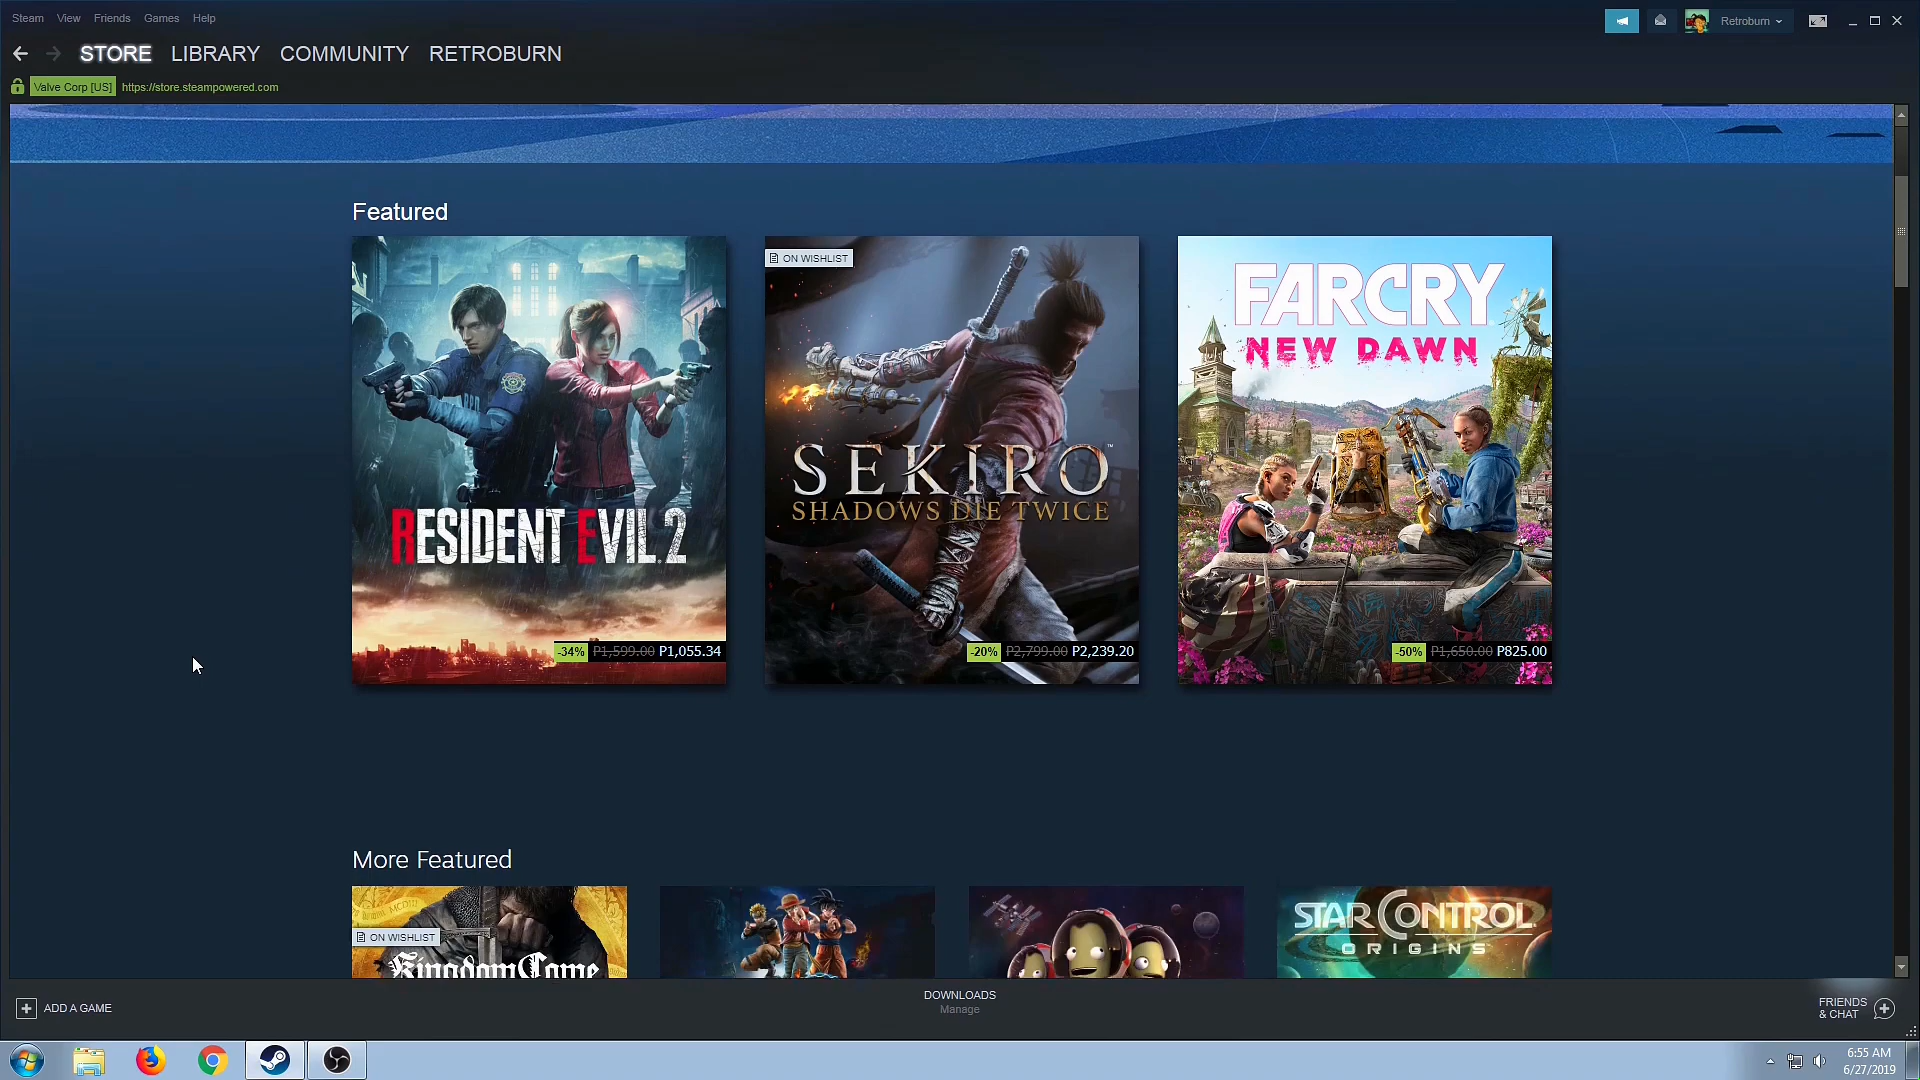 Steam View Friends Games Help
Retroburn
STORE LIBRARY COMMUNITY RETROBURN
Valve Corp [US] https://store.steampowered.com
Featured
RESIDENT EVIL 2
-34% P1,599.00 P1,055.34
ON WISHLIST
SEKIRO™
SHADOWS DIE TWICE
-20% P2,799.00 P2,239.20
FARCRY
NEW DAWN
-50% P1,650.00 P825.00
More Featured
ON WISHLIST
Kingdom Come
STAR CONTROL
ORIGINS
ADD A GAME
DOWNLOADS
Manage
FRIENDS
& CHAT
6:55 AM
6/27/2019